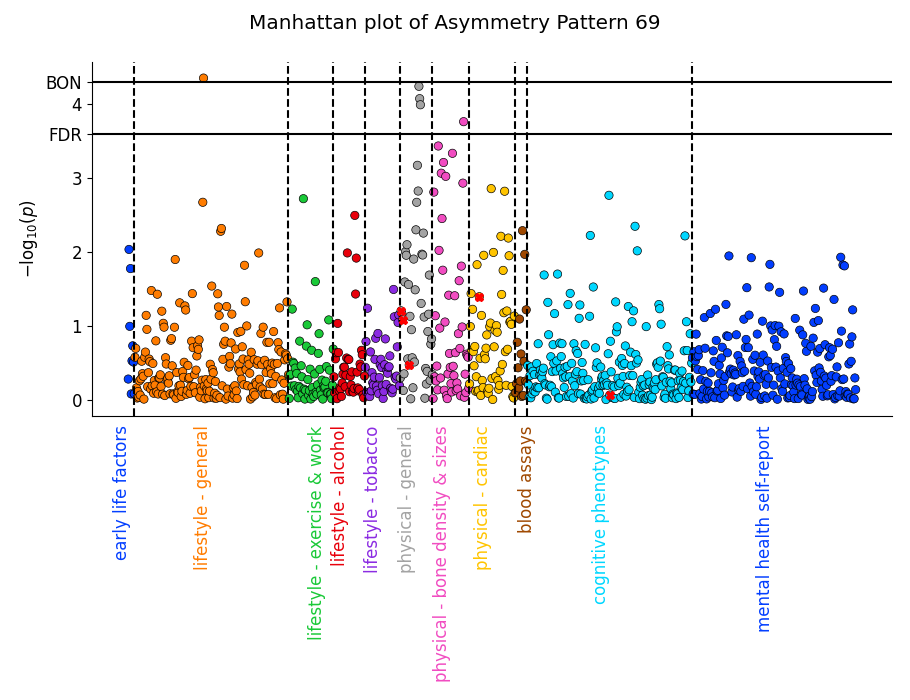 Manhattan plot of Asymmetry Pattern 69
BON
4
FDR
3
2
1
0
−log₁₀(p)
early life factors
lifestyle - general
lifestyle - exercise & work
lifestyle - alcohol
lifestyle - tobacco
physical - general
physical - bone density & sizes
physical - cardiac
blood assays
cognitive phenotypes
mental health self-report